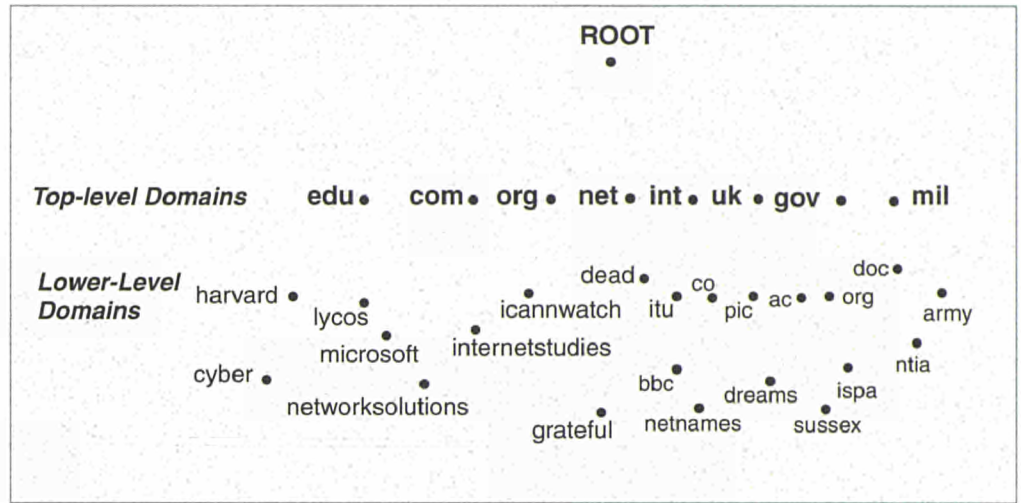 ROOT
Top-level Domains edu com org net int uk gov mil
Lower-Level
Domains
dead doc
harvard co
itu pic ac org
lycos icannwatch army
microsoft internetstudies
ntia
cyber bbc
dreams ispa
networksolutions
grateful netnames sussex